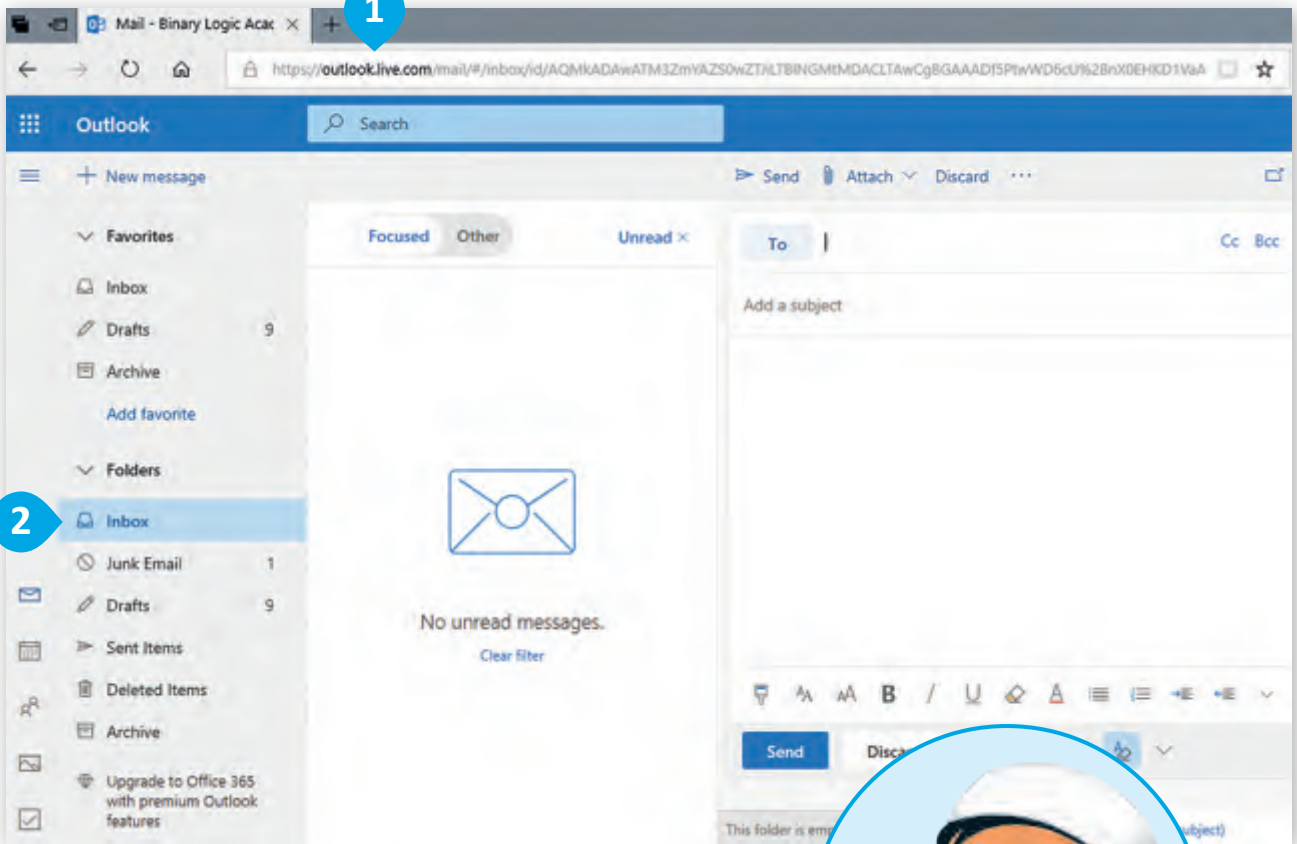 1
Mail - Binary Logic Acac
https://outlook.live.com/mail/#/inbox/id/
Outlook
Search
New message
Send Attach Discard ...
Favorites
Focused Other Unread ×
To Cc Bcc
Inbox
Add a subject
Drafts 9
Archive
Add favorite
Folders
2
Inbox
Junk Email 1
Drafts 9
No unread messages.
Sent Items
Clear filter
Deleted Items
B / U A
Archive
Send
Upgrade to Office 365
with premium Outlook
features
This folder is